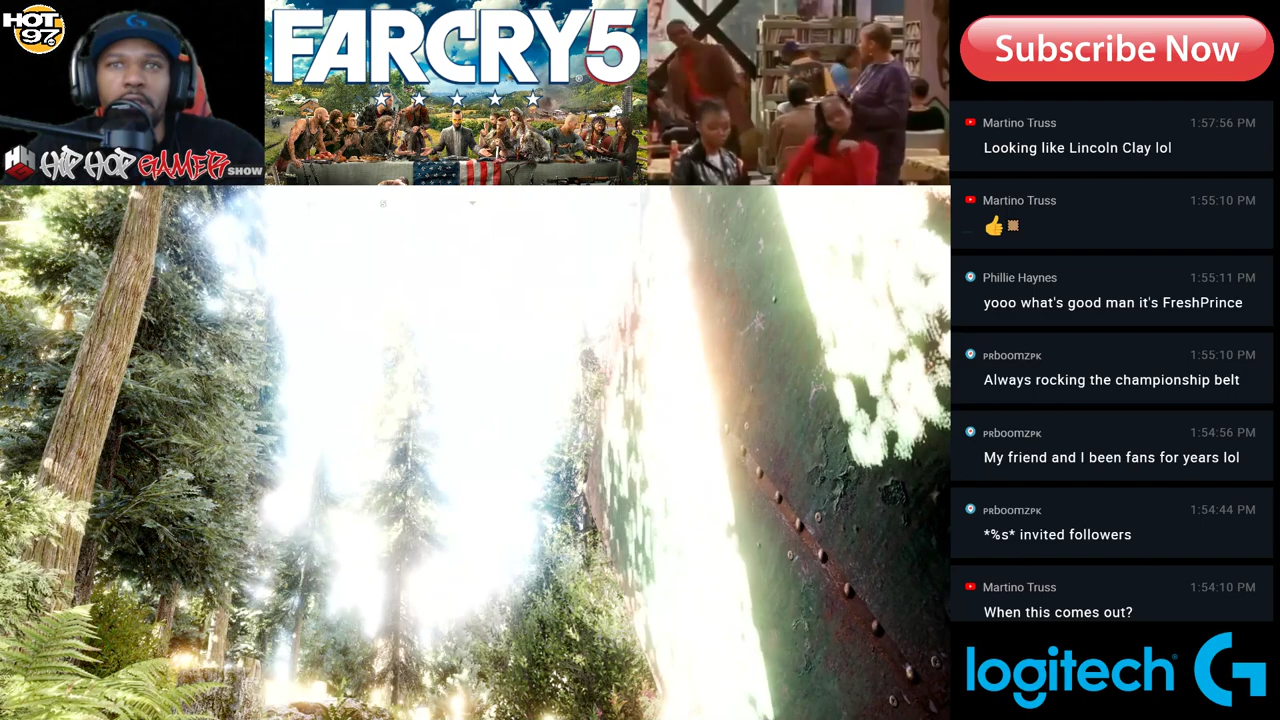 HOT
97
HIP HOP GAMER SHOW
FARCRY5
S
Subscribe Now
Martino Truss 1:57:56 PM
Looking like Lincoln Clay lol
Martino Truss 1:55:10 PM
Phillie Haynes 1:55:11 PM
yooo what's good man it's FreshPrince
PRBOOMZPK 1:55:10 PM
Always rocking the championship belt
PRBOOMZPK 1:54:56 PM
My friend and I been fans for years lol
PRBOOMZPK 1:54:44 PM
*%s* invited followers
Martino Truss 1:54:10 PM
When this comes out?
logitech G